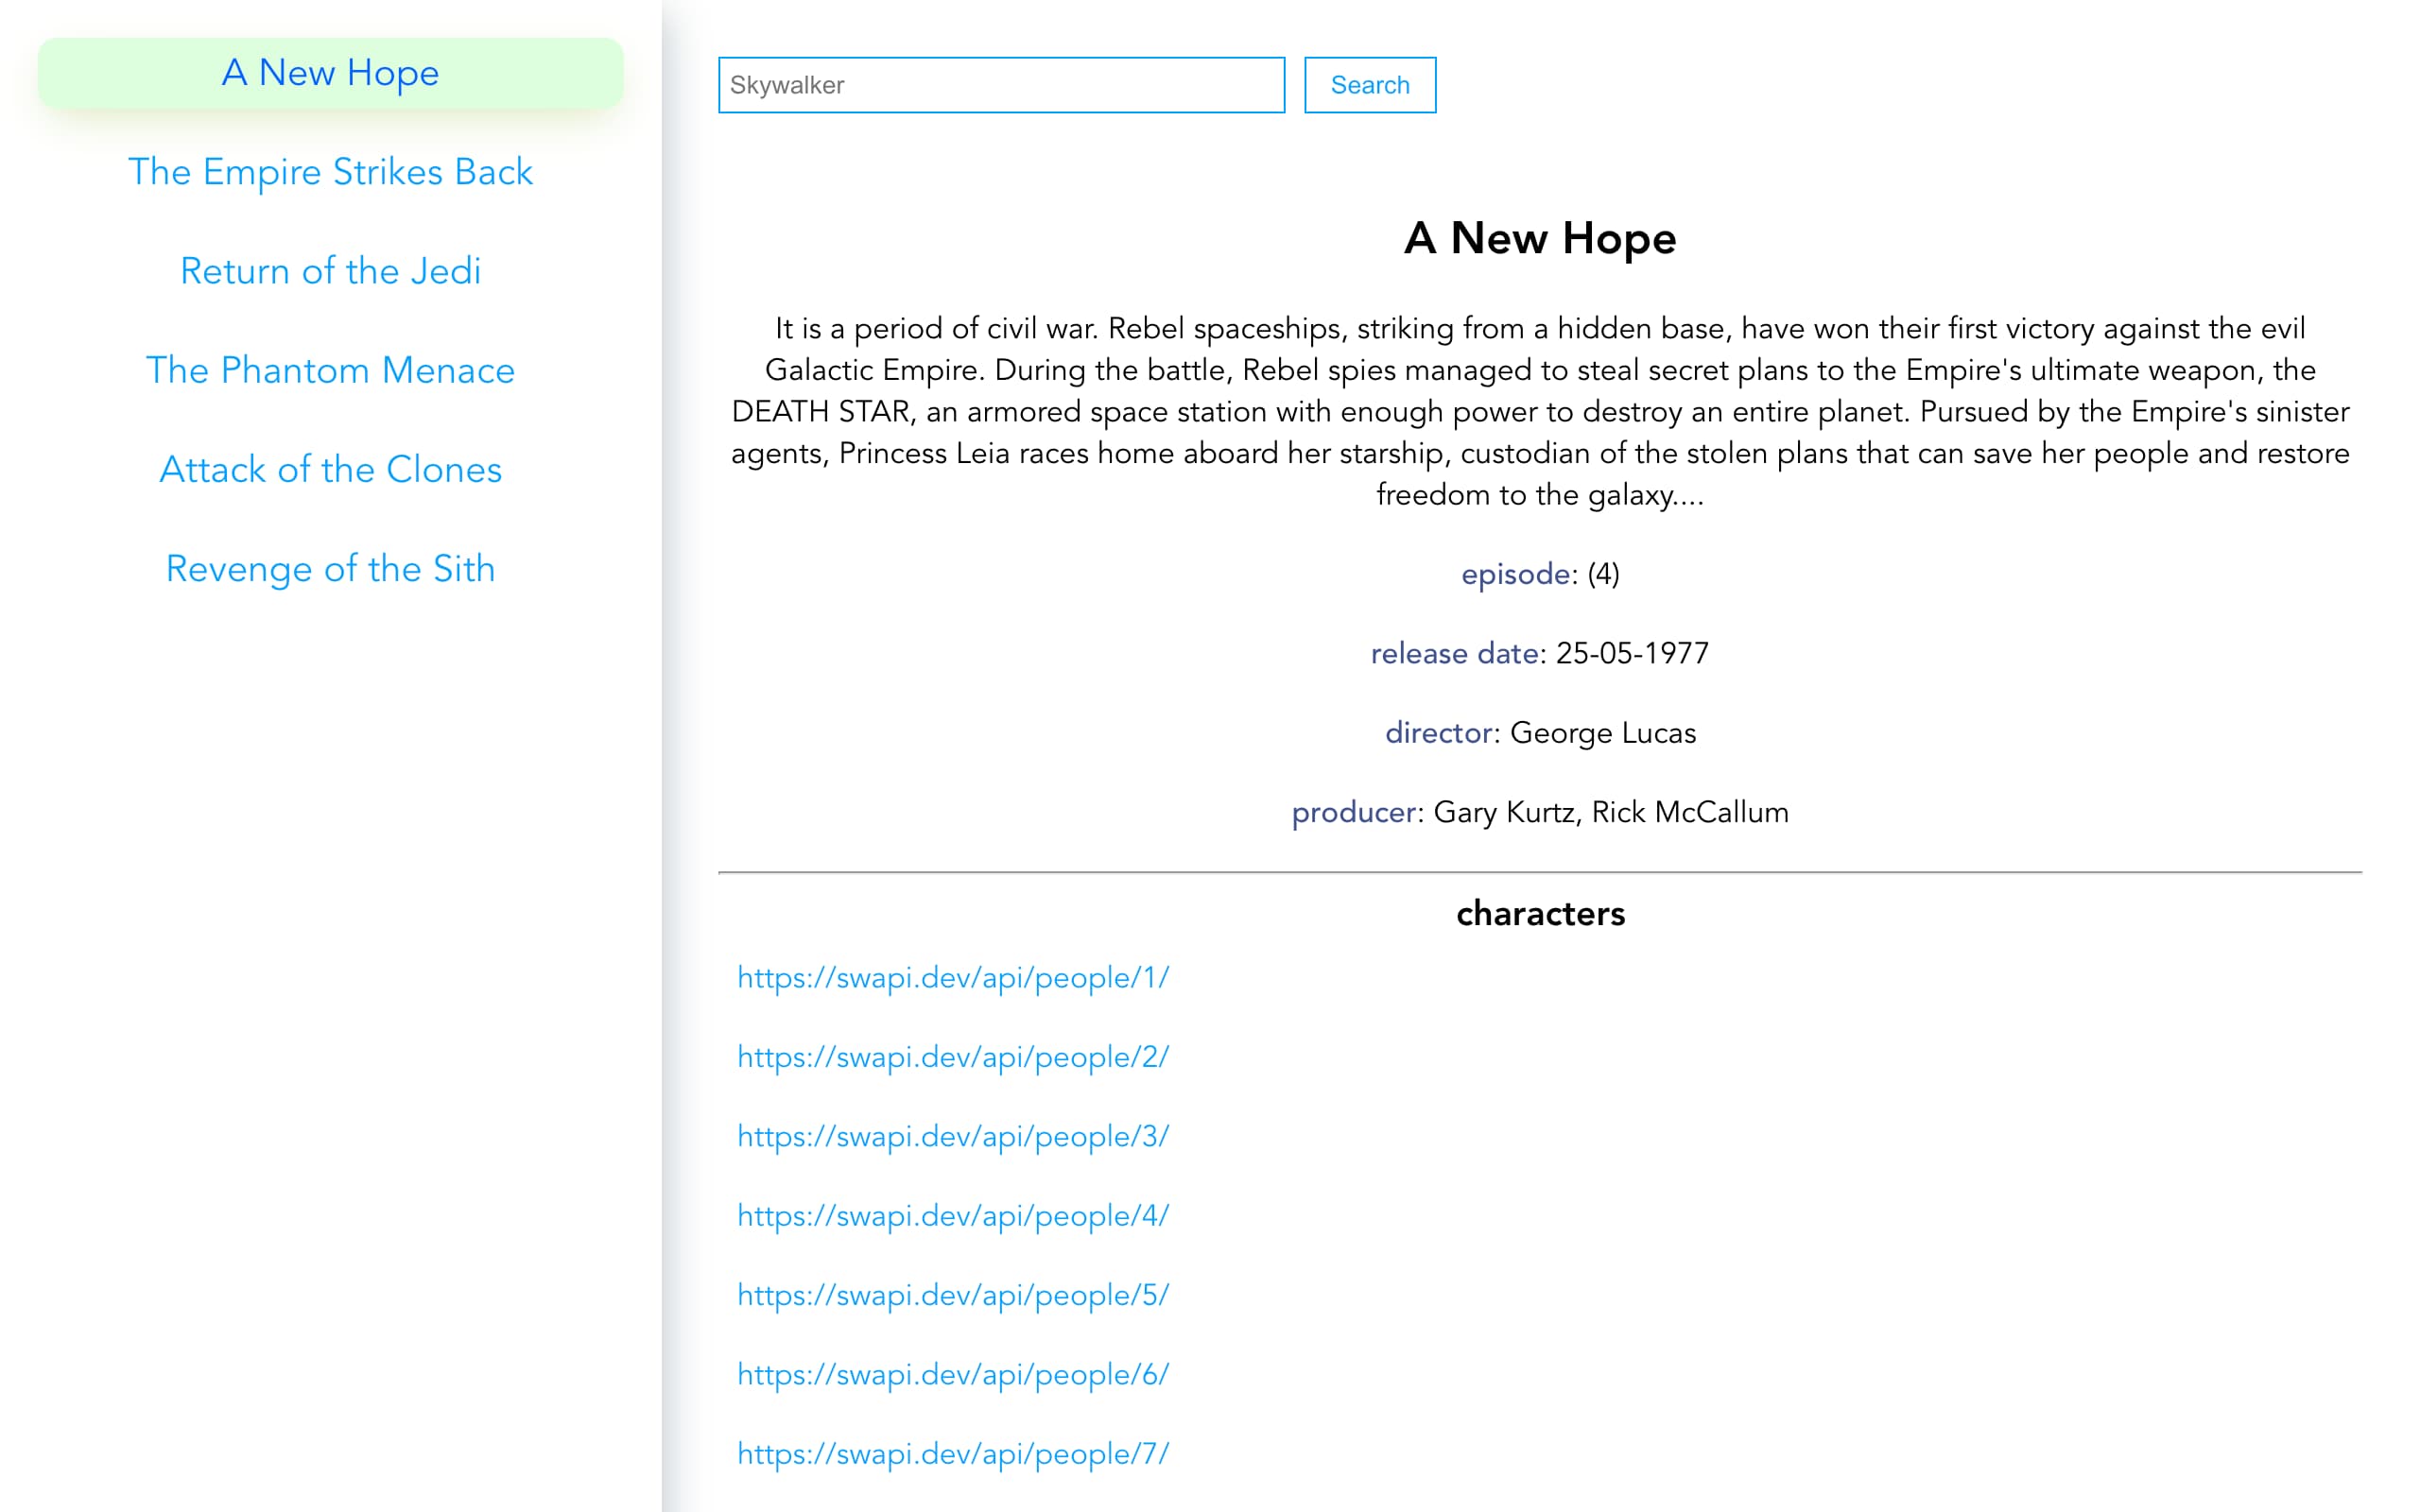 A New Hope
The Empire Strikes Back
Return of the Jedi
The Phantom Menace
Attack of the Clones
Revenge of the Sith
Skywalker
Search
A New Hope
It is a period of civil war. Rebel spaceships, striking from a hidden base, have won their first victory against the evil
Galactic Empire. During the battle, Rebel spies managed to steal secret plans to the Empire's ultimate weapon, the
DEATH STAR, an armored space station with enough power to destroy an entire planet. Pursued by the Empire's sinister
agents, Princess Leia races home aboard her starship, custodian of the stolen plans that can save her people and restore
freedom to the galaxy....
episode: (4)
release date: 25-05-1977
director: George Lucas
producer: Gary Kurtz, Rick McCallum
characters
https://swapi.dev/api/people/1/
https://swapi.dev/api/people/2/
https://swapi.dev/api/people/3/
https://swapi.dev/api/people/4/
https://swapi.dev/api/people/5/
https://swapi.dev/api/people/6/
https://swapi.dev/api/people/7/